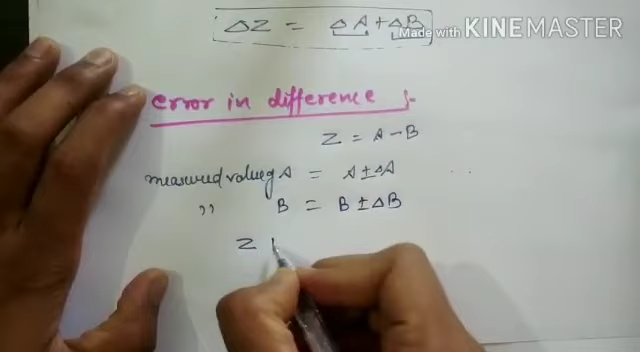 ΔZ = ΔA + ΔB
Made with KINEMASTER
error in difference :-
Z = A - B
measured value of A = A ± ΔA
,, B = B ± ΔB
Z